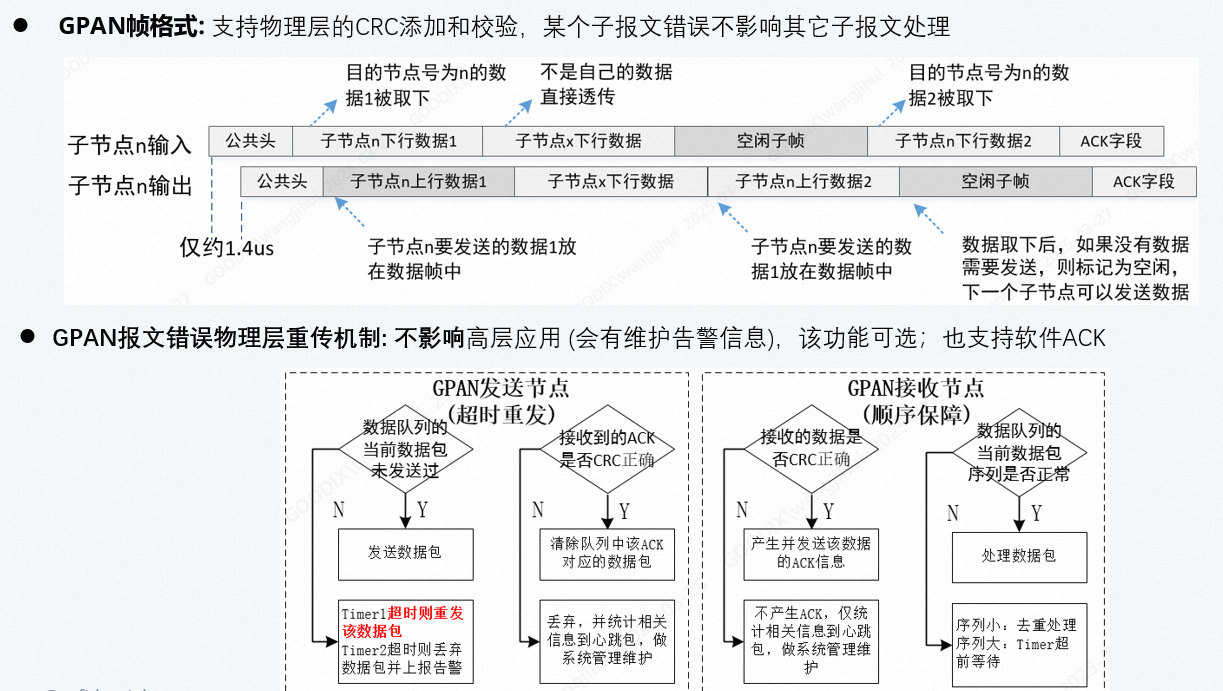 ● GPAN帧格式: 支持物理层的CRC添加和校验，某个子报文错误不影响其它子报文处理
目的节点号为n的数
据1被取下
不是自己的数据
直接透传
目的节点号为n的数
据2被取下
子节点n输入
公共头
子节点n下行数据1
子节点x下行数据
空闲子帧
子节点n下行数据2
ACK字段
子节点n输出
公共头
子节点n上行数据1
子节点x下行数据
子节点n上行数据2
空闲子帧
ACK字段
仅约1.4us
子节点n要发送的数据1放
在数据帧中
子节点n要发送的数
据1放在数据帧中
数据取下后，如果没有数据
需要发送，则标记为空闲，
下一个子节点可以发送数据
● GPAN报文错误物理层重传机制: 不影响高层应用 (会有维护告警信息)，该功能可选；也支持软件ACK
GPAN发送节点
(超时重发)
数据队列的
当前数据包
未发送过
N
Y
发送数据包
Timer1超时则重发
该数据包
Timer2超时则丢弃
数据包并上报告警
接收到的ACK
是否CRC正确
N
Y
清除队列中该ACK
对应的数据包
丢弃，并统计相关
信息到心跳包，做
系统管理维护
GPAN接收节点
(顺序保障)
接收的数据是
否CRC正确
N
Y
产生并发送该数据
的ACK信息
不产生ACK，仅统
计相关信息到心跳
包，做系统管理维
护
数据队列的
当前数据包
序列是否正常
N
Y
处理数据包
序列小：去重处理
序列大：Timer超
前等待